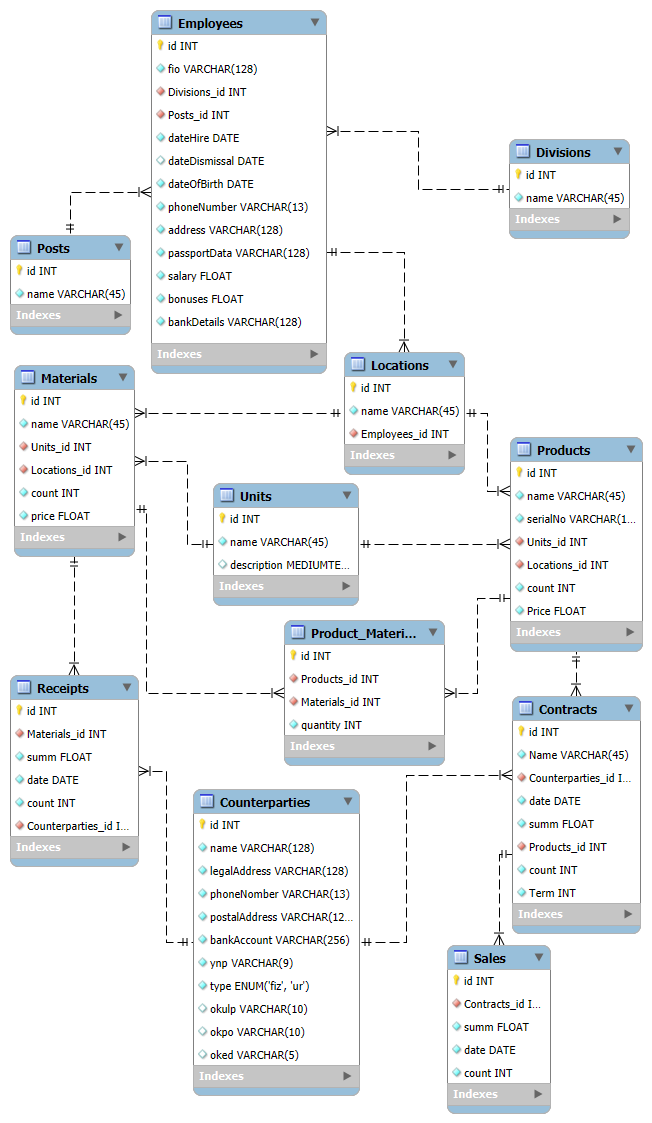 Employees
id INT
fio VARCHAR(128)
Divisions_id INT
Posts_id INT
dateHire DATE
dateDismissal DATE
dateOfBirth DATE
phoneNumber VARCHAR(13)
address VARCHAR(128)
passportData VARCHAR(128)
salary FLOAT
bonuses FLOAT
bankDetails VARCHAR(128)
Indexes
Divisions
id INT
name VARCHAR(45)
Indexes
Posts
id INT
name VARCHAR(45)
Indexes
Locations
id INT
name VARCHAR(45)
Employees_id INT
Indexes
Materials
id INT
name VARCHAR(45)
Units_id INT
Locations_id INT
count INT
price FLOAT
Indexes
Products
id INT
name VARCHAR(45)
serialNo VARCHAR(1...
Units_id INT
Locations_id INT
count INT
Price FLOAT
Indexes
Units
id INT
name VARCHAR(45)
description MEDIUMTE...
Indexes
Product_Materi...
id INT
Products_id INT
Materials_id INT
quantity INT
Indexes
Receipts
id INT
Materials_id INT
summ FLOAT
date DATE
count INT
Counterparties_id I...
Indexes
Contracts
id INT
Name VARCHAR(45)
Counterparties_id I...
date DATE
summ FLOAT
Products_id INT
count INT
Term INT
Indexes
Counterparties
id INT
name VARCHAR(128)
legalAddress VARCHAR(128)
phoneNomber VARCHAR(13)
postalAddress VARCHAR(12...
bankAccount VARCHAR(256)
ynp VARCHAR(9)
type ENUM('fiz', 'ur')
okulp VARCHAR(10)
okpo VARCHAR(10)
oked VARCHAR(5)
Indexes
Sales
id INT
Contracts_id I...
summ FLOAT
date DATE
count INT
Indexes